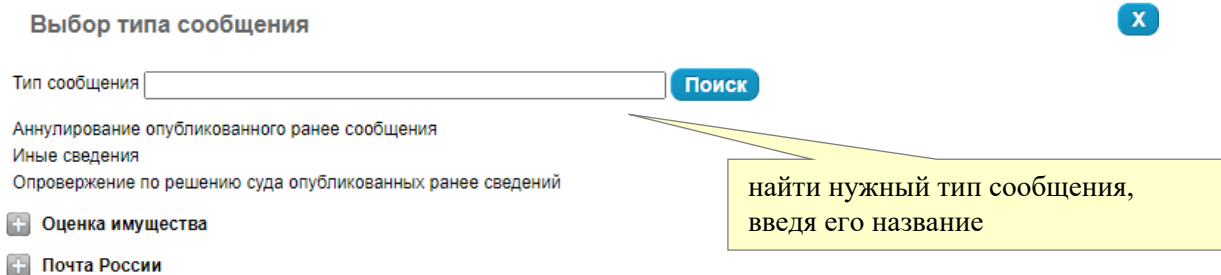 Выбор типа сообщения
X
Тип сообщения
Поиск
Аннулирование опубликованного ранее сообщения
Иные сведения
Опровержение по решению суда опубликованных ранее сведений
найти нужный тип сообщения,
введя его название
Оценка имущества
Почта России